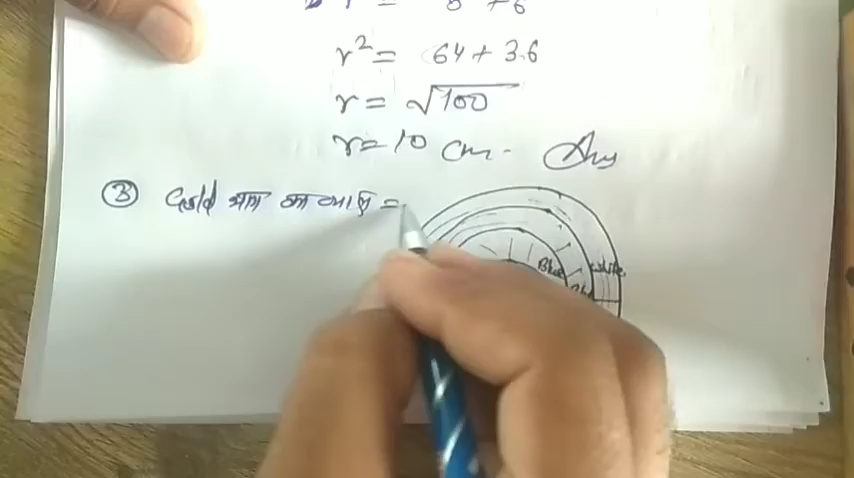 r² = 64 + 36
r = √100
r = 10 cm. Ans
③ Gold भाग का व्यास =
Blue
white